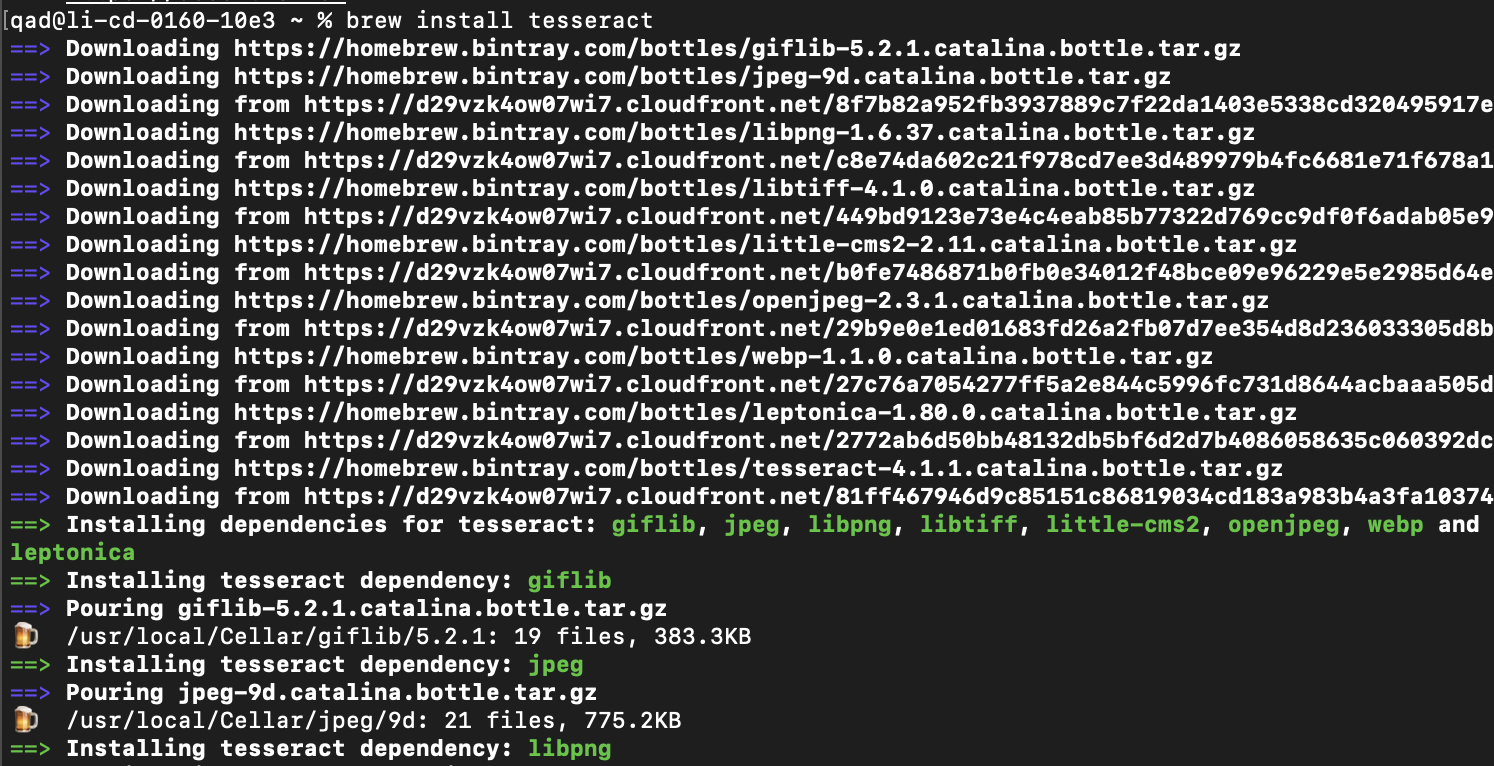 [qad@li-cd-0160-10e3 ~ % brew install tesseract
==> Downloading https://homebrew.bintray.com/bottles/giflib-5.2.1.catalina.bottle.tar.gz
==> Downloading https://homebrew.bintray.com/bottles/jpeg-9d.catalina.bottle.tar.gz
==> Downloading from https://d29vzk4ow07wi7.cloudfront.net/8f7b82a952fb3937889c7f22da1403e5338cd320495917e
==> Downloading https://homebrew.bintray.com/bottles/libpng-1.6.37.catalina.bottle.tar.gz
==> Downloading from https://d29vzk4ow07wi7.cloudfront.net/c8e74da602c21f978cd7ee3d489979b4fc6681e71f678a1
==> Downloading https://homebrew.bintray.com/bottles/libtiff-4.1.0.catalina.bottle.tar.gz
==> Downloading from https://d29vzk4ow07wi7.cloudfront.net/449bd9123e73e4c4eab85b77322d769cc9df0f6adab05e9
==> Downloading https://homebrew.bintray.com/bottles/little-cms2-2.11.catalina.bottle.tar.gz
==> Downloading from https://d29vzk4ow07wi7.cloudfront.net/b0fe7486871b0fb0e34012f48bce09e96229e5e2985d64e
==> Downloading https://homebrew.bintray.com/bottles/openjpeg-2.3.1.catalina.bottle.tar.gz
==> Downloading from https://d29vzk4ow07wi7.cloudfront.net/29b9e0e1ed01683fd26a2fb07d7ee354d8d236033305d8b
==> Downloading https://homebrew.bintray.com/bottles/webp-1.1.0.catalina.bottle.tar.gz
==> Downloading from https://d29vzk4ow07wi7.cloudfront.net/27c76a7054277ff5a2e844c5996fc731d8644acbaaa505d
==> Downloading https://homebrew.bintray.com/bottles/leptonica-1.80.0.catalina.bottle.tar.gz
==> Downloading from https://d29vzk4ow07wi7.cloudfront.net/2772ab6d50bb48132db5bf6d2d7b4086058635c060392dc
==> Downloading https://homebrew.bintray.com/bottles/tesseract-4.1.1.catalina.bottle.tar.gz
==> Downloading from https://d29vzk4ow07wi7.cloudfront.net/81ff467946d9c85151c86819034cd183a983b4a3fa10374
==> Installing dependencies for tesseract: giflib, jpeg, libpng, libtiff, little-cms2, openjpeg, webp and
leptonica
==> Installing tesseract dependency: giflib
==> Pouring giflib-5.2.1.catalina.bottle.tar.gz
🍺 /usr/local/Cellar/giflib/5.2.1: 19 files, 383.3KB
==> Installing tesseract dependency: jpeg
==> Pouring jpeg-9d.catalina.bottle.tar.gz
🍺 /usr/local/Cellar/jpeg/9d: 21 files, 775.2KB
==> Installing tesseract dependency: libpng